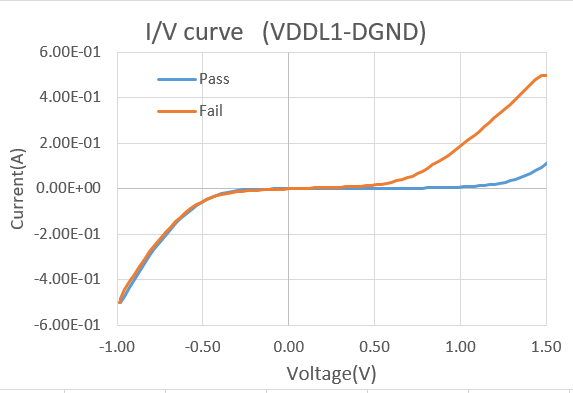 I/V curve (VDDL1-DGND)
6.00E-01
Pass
4.00E-01
Fail
2.00E-01
0.00E+00
-2.00E-01
-4.00E-01
-6.00E-01
Current(A)
-1.00 -0.50 0.00 0.50 1.00 1.50
Voltage(V)